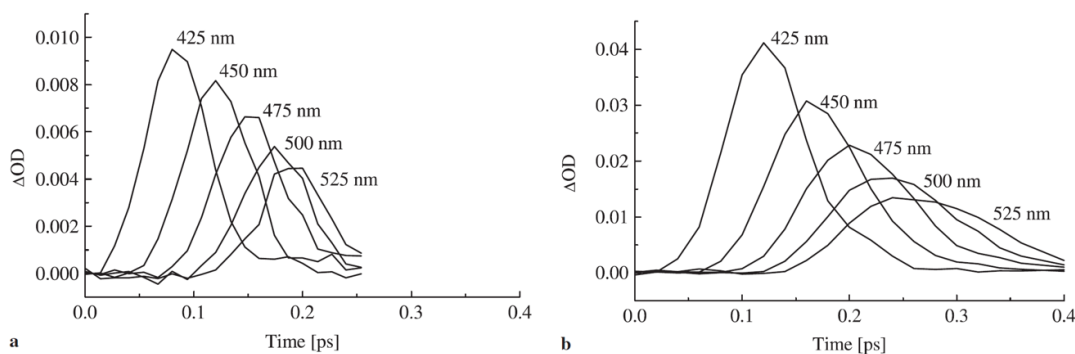 0.010
0.008
0.006
0.004
0.002
0.000
ΔOD
425 nm
450 nm
475 nm
500 nm
525 nm
0.0 0.1 0.2 0.3 0.4
a Time [ps]
0.04
0.03
0.02
0.01
0.00
ΔOD
425 nm
450 nm
475 nm
500 nm
525 nm
0.0 0.1 0.2 0.3 0.4
b Time [ps]